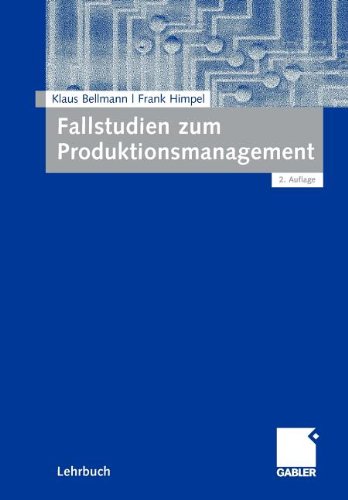 Klaus Bellmann | Frank Himpel
Fallstudien zum
Produktionsmanagement
2. Auflage
Lehrbuch
GABLER